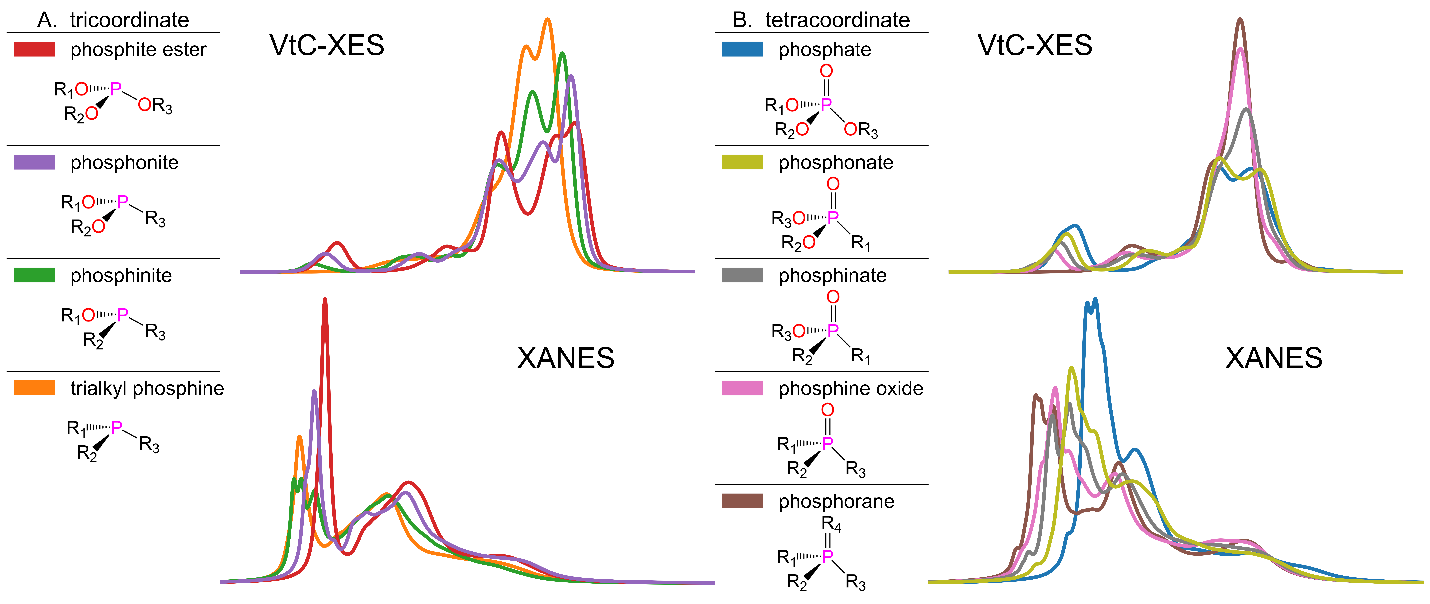 A. tricoordinate
phosphite ester
R1O P OR3
R2O
phosphonite
R1O P R3
R2O
phosphinite
R1O P R3
R2
trialkyl phosphine
R1 P R3
R2
VtC-XES
XANES
B. tetracoordinate
phosphate
O
R1O P
R2O OR3
phosphonate
O
R3O P
R2O R1
phosphinate
O
R3O P
R2 R1
phosphine oxide
O
R1 P
R2 R3
phosphorane
R4
R1 P
R2 R3
VtC-XES
XANES